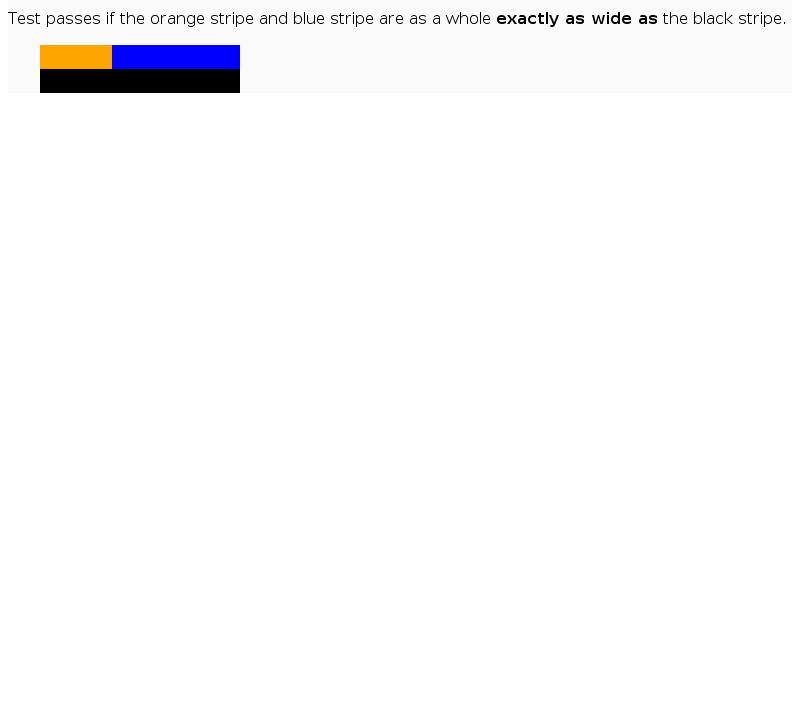 Test passes if the orange stripe and blue stripe are as a whole exactly as wide as the black stripe.